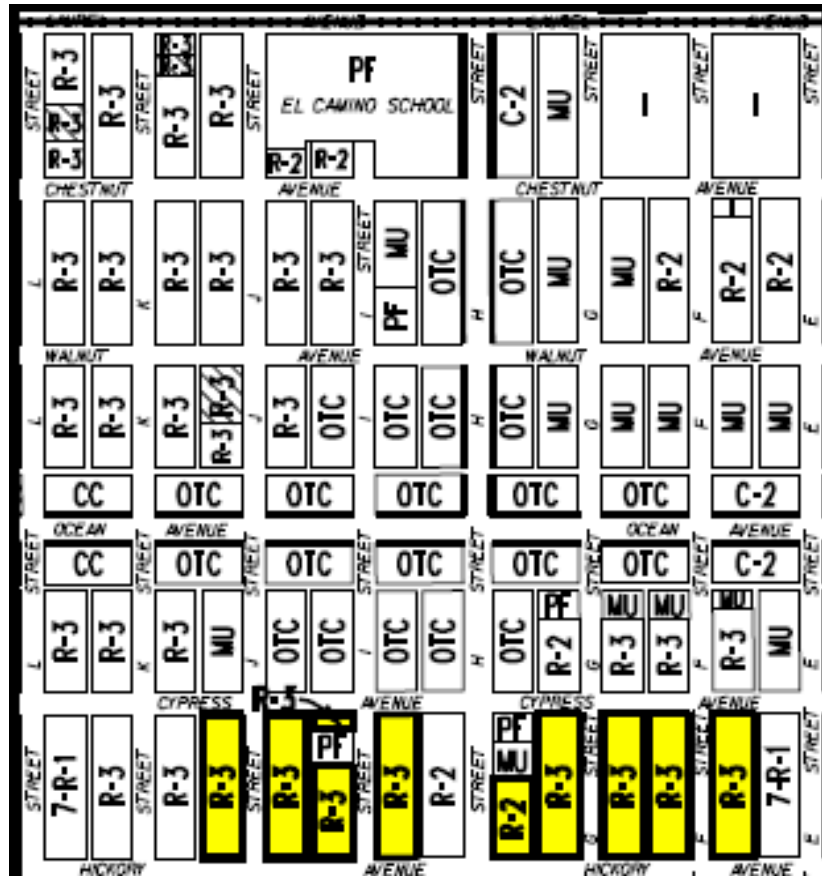 LAUREL AVENUE LAUREL AVENUE
STREET R-3 R-3 STREET R-3 R-3 STREET PF STREET C-2 MU STREET I STREET I STREET
EL CAMINO SCHOOL
R-3 R-3
R-3 R-2 R-2
CHESTNUT AVENUE CHESTNUT AVENUE
L R-3 R-3 K R-3 R-3 J R-3 R-3 I STREET MU OTC H OTC MU G MU R-2 F I R-2 R-2 E
PF
WALNUT AVENUE WALNUT AVENUE
L R-3 R-3 K R-3 R-3 J R-3 OTC I OTC OTC H OTC MU G MU MU F MU MU E
R-3
CC OTC OTC OTC OTC OTC C-2
OCEAN AVENUE OCEAN AVENUE
STREET CC STREET OTC STREET OTC STREET OTC STREET OTC STREET OTC STREET C-2 STREET
PF MU MU MU
L R-3 R-3 K R-3 MU J OTC OTC I OTC OTC H OTC R-2 G R-3 R-3 F R-3 MU E
CYPRESS R-3 AVENUE CYPRESS AVENUE
PF PF
MU
STREET 7-R-1 R-3 STREET R-3 R-3 STREET R-3 R-3 STREET R-3 R-2 STREET R-2 R-3 G R-3 R-3 F R-3 7-R-1 E
HICKORY AVENUE HICKORY AVENUE